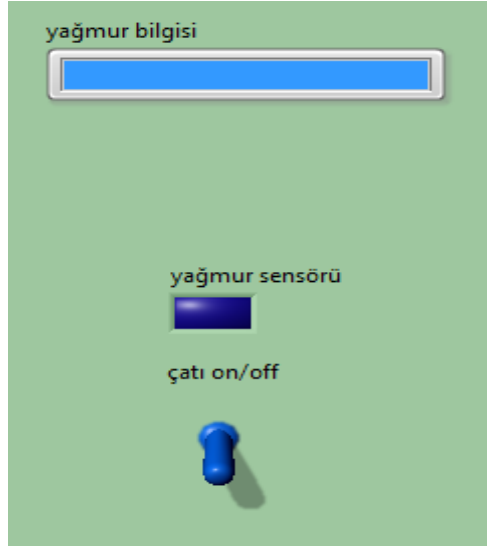 yağmur bilgisi
yağmur sensörü
çatı on/off